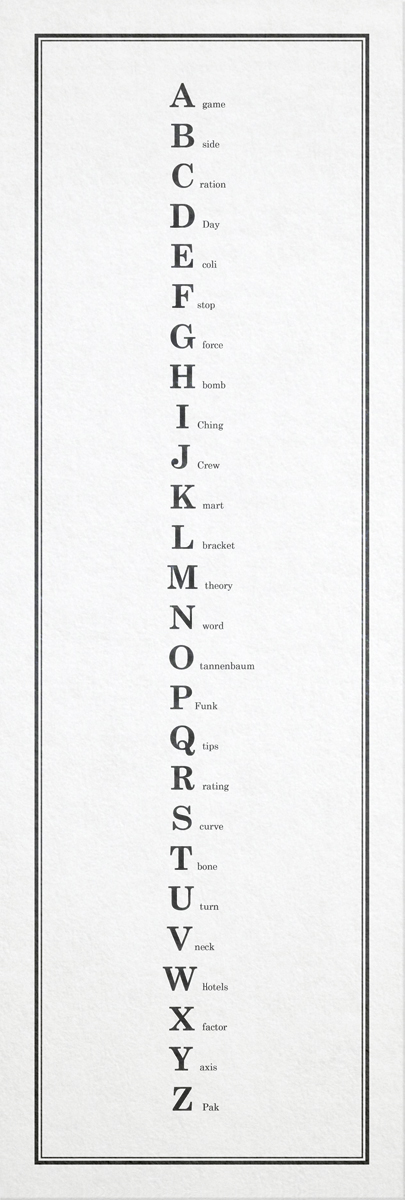 A game
B side
C ration
D Day
E coli
F stop
G force
H bomb
I Ching
J Crew
K mart
L bracket
M theory
N word
O tannenbaum
P Funk
Q tips
R rating
S curve
T bone
U turn
V neck
W Hotels
X factor
Y axis
Z Pak